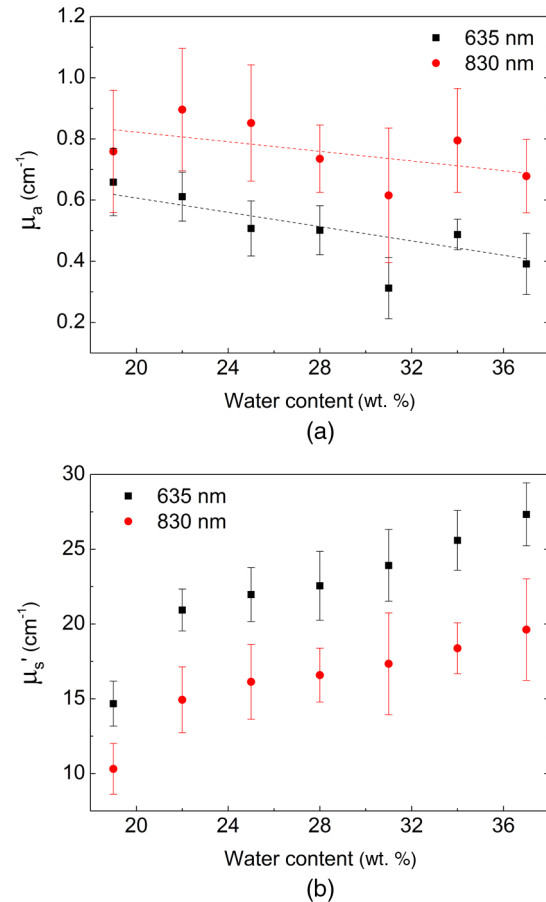 1.2
635 nm
830 nm
1.0
0.8
0.6
0.4
0.2
μa (cm-1)
20 24 28 32 36
Water content (wt. %)
(a)
30
635 nm
830 nm
25
20
15
10
μs' (cm-1)
20 24 28 32 36
Water content (wt. %)
(b)